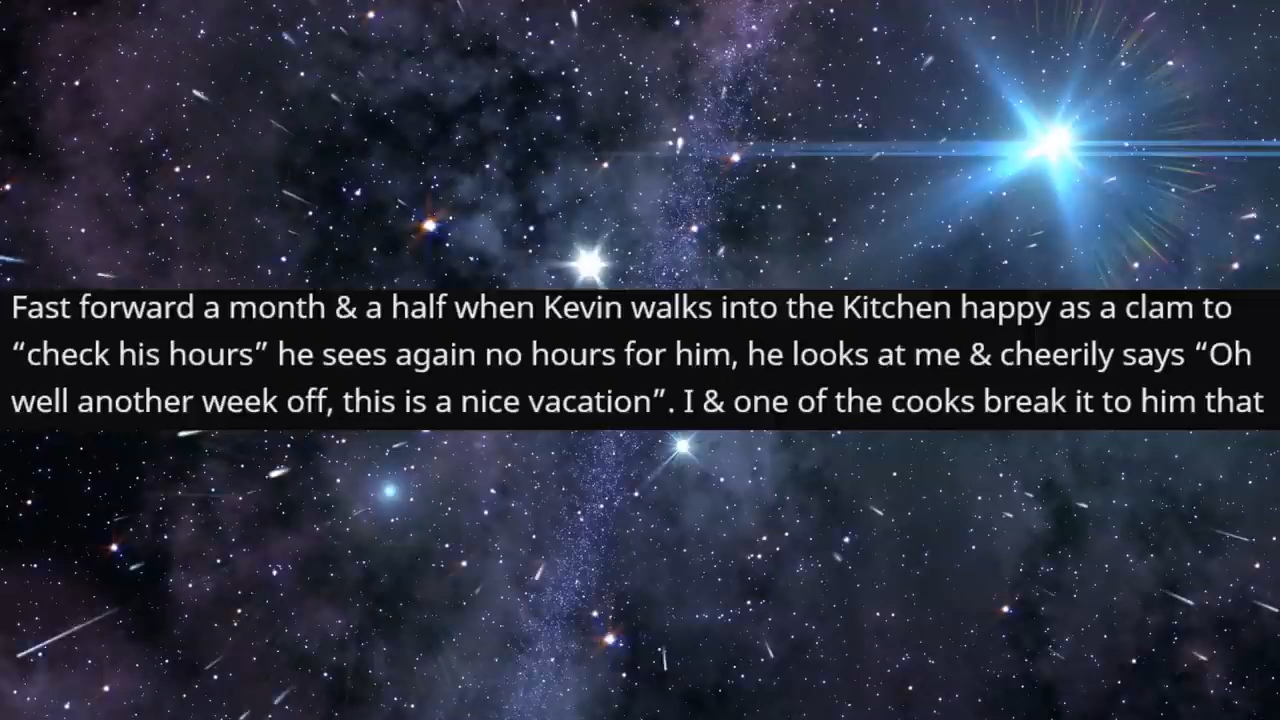 Fast forward a month & a half when Kevin walks into the Kitchen happy as a clam to
“check his hours” he sees again no hours for him, he looks at me & cheerily says “Oh
well another week off, this is a nice vacation”. I & one of the cooks break it to him that